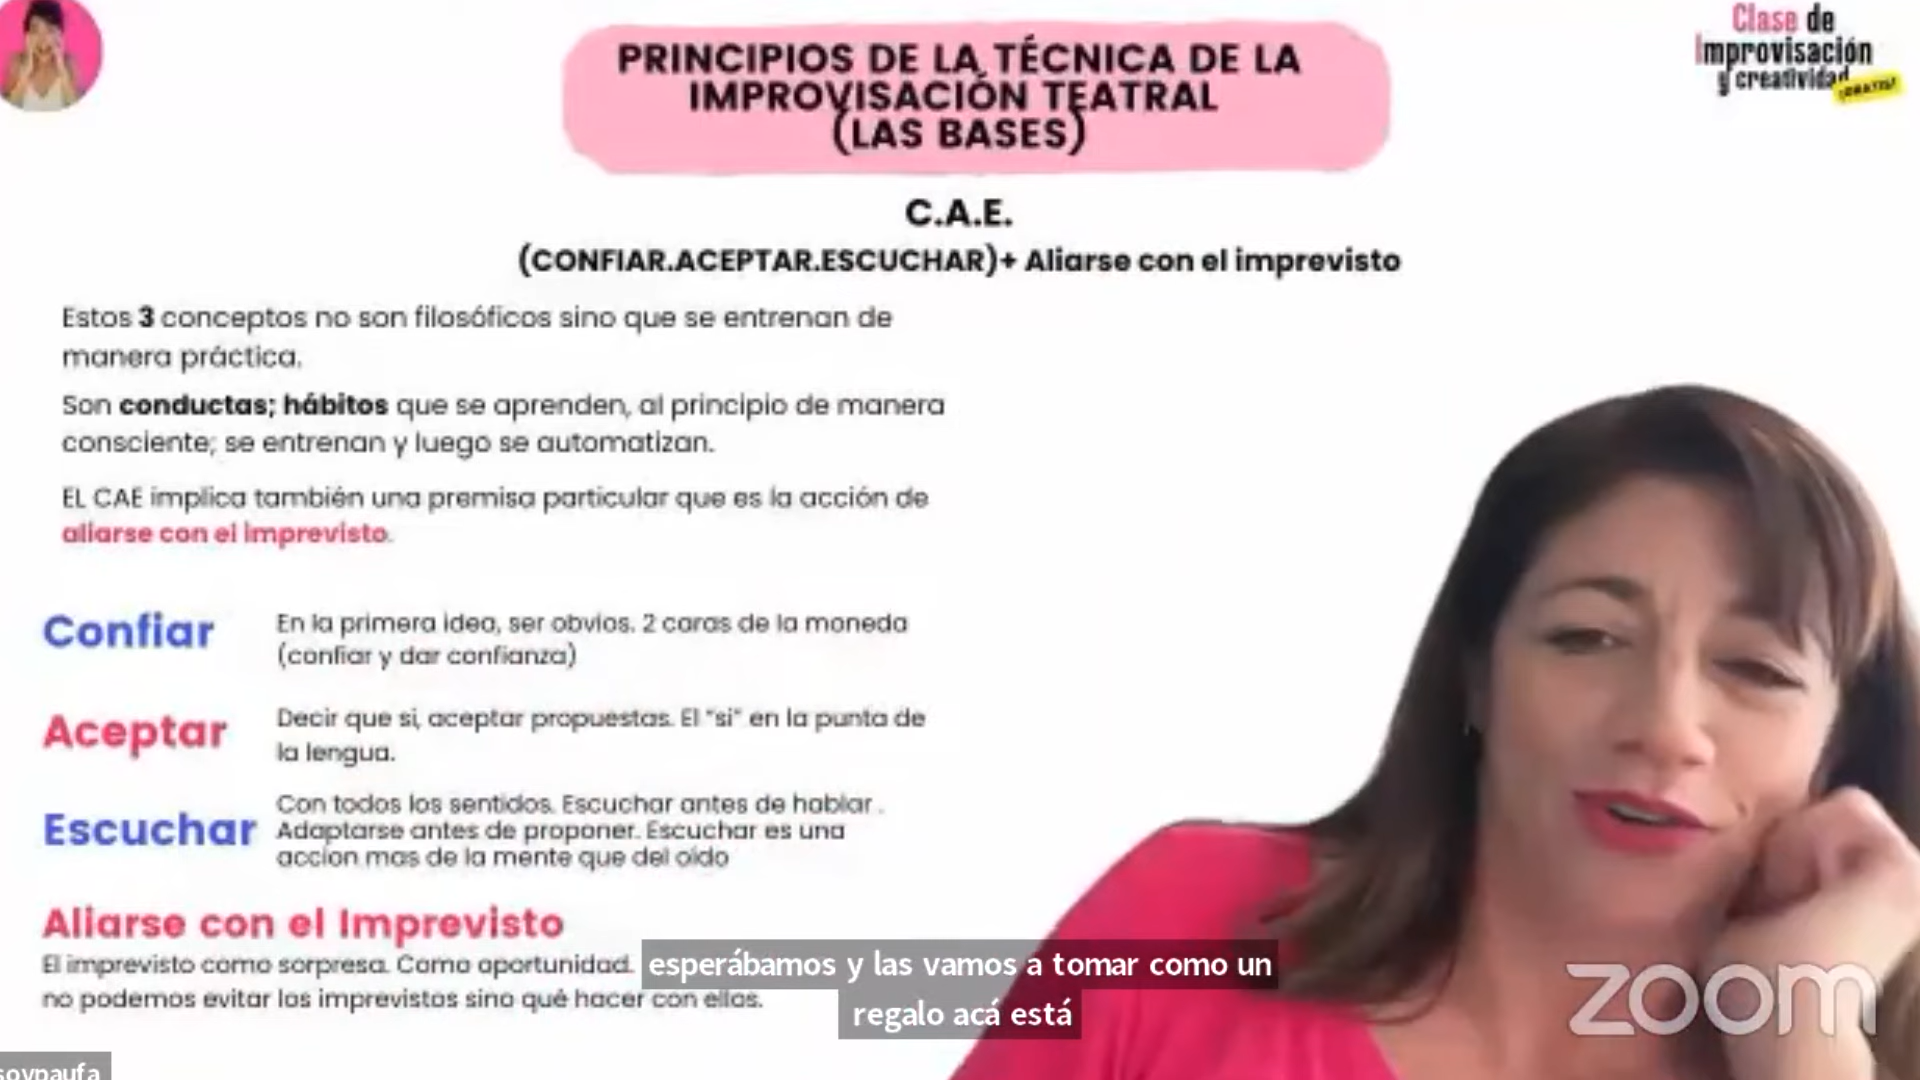 PRINCIPIOS DE LA TÉCNICA DE LA
IMPROVISACIÓN TEATRAL
(LAS BASES)
Clase de
Improvisación
y creatividad
¡GRATIS!
C.A.E.
(CONFIAR.ACEPTAR.ESCUCHAR)+ Aliarse con el imprevisto
Estos 3 conceptos no son filosóficos sino que se entrenan de
manera práctica.
Son conductas; hábitos que se aprenden, al principio de manera
consciente; se entrenan y luego se automatizan.
EL CAE implica también una premisa particular que es la acción de
aliarse con el imprevisto.
Confiar
En la primera idea, ser obvios. 2 caras de la moneda
(confiar y dar confianza)
Aceptar
Decir que si, aceptar propuestas. El "si" en la punta de
la lengua.
Escuchar
Con todos los sentidos. Escuchar antes de hablar .
Adaptarse antes de proponer. Escuchar es una
accion mas de la mente que del oido
Aliarse con el Imprevisto
El imprevisto como sorpresa. Como oportunidad.
no podemos evitar los imprevistos sino qué hacer con ellos.
esperábamos y las vamos a tomar como un
regalo acá está
zoom
soypaufa